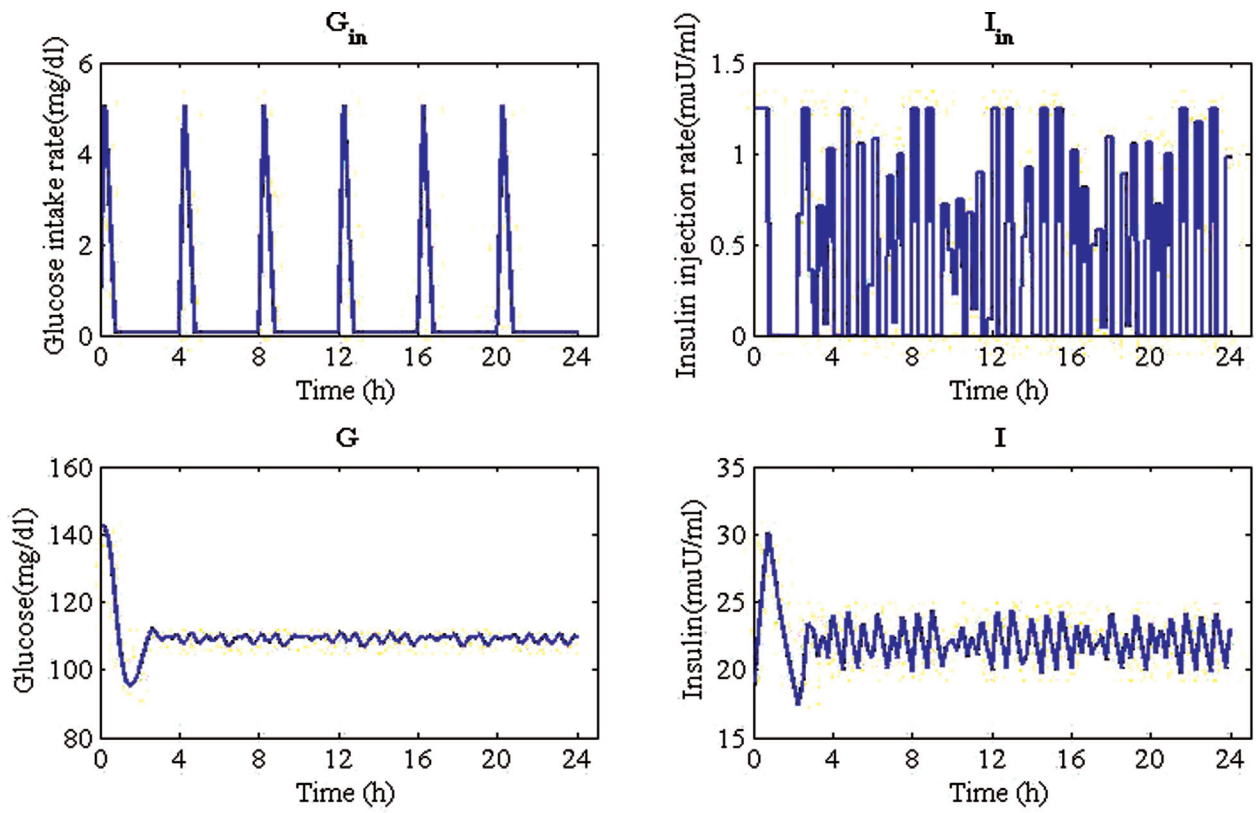 G_in
Glucose intake rate(mg/dl)
6
4
2
0
0 4 8 12 16 20 24
Time (h)
I_in
Insulin injection rate(muU/ml)
1.5
1
0.5
0
0 4 8 12 16 20 24
Time (h)
G
Glucose(mg/dl)
160
140
120
100
80
0 4 8 12 16 20 24
Time (h)
I
Insulin(muU/ml)
35
30
25
20
15
0 4 8 12 16 20 24
Time (h)